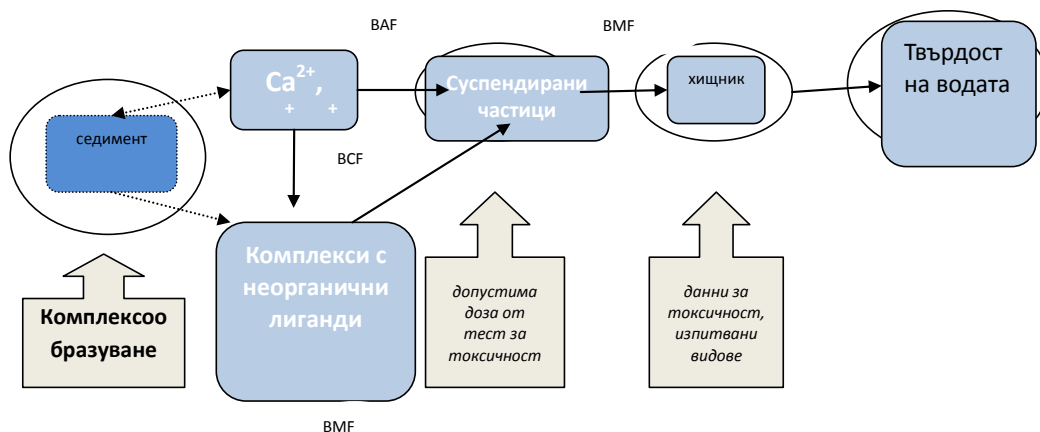 BAF
BMF
Ca2+,
+ +
Суспендирани
частици
хищник
Твърдост
на водата
седимент
BCF
Комплекси с
неорганични
лиганди
Комплексоо
бразуване
допустима
доза от
тест за
токсичност
данни за
токсичност,
изпитвани
видове
BMF